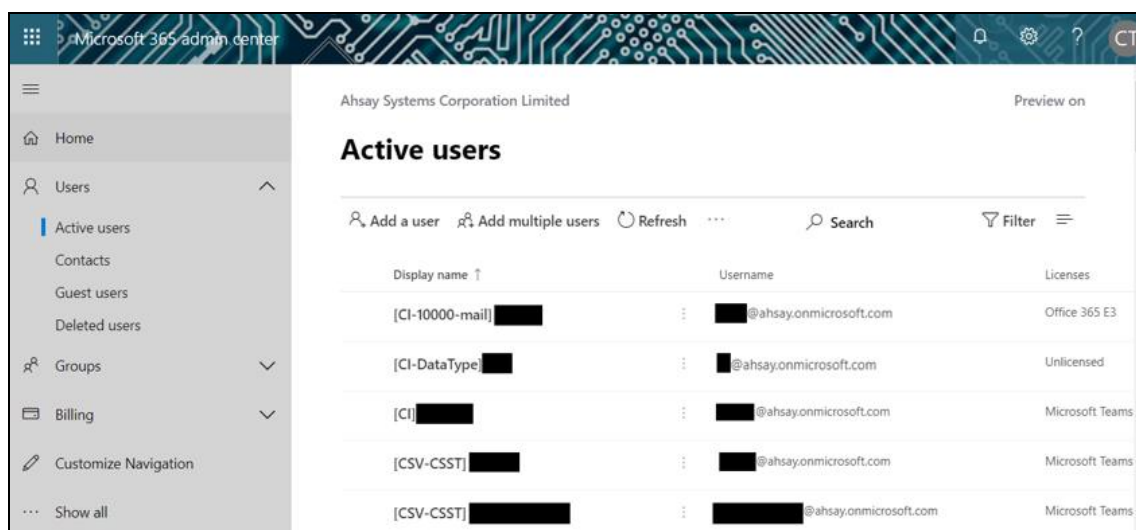 Microsoft 365 admin center
? CT
Ahsay Systems Corporation Limited Preview on
Home
Active users
Users
Add a user Add multiple users Refresh ... Search Filter
Active users
Contacts
Display name ↑ Username Licenses
Guest users
[CI-10000-mail] @ahsay.onmicrosoft.com Office 365 E3
Deleted users
[CI-DataType] @ahsay.onmicrosoft.com Unlicensed
Groups
[CI] @ahsay.onmicrosoft.com Microsoft Teams
Billing
[CSV-CSST] @ahsay.onmicrosoft.com Microsoft Teams
Customize Navigation
[CSV-CSST] @ahsay.onmicrosoft.com Microsoft Teams
... Show all